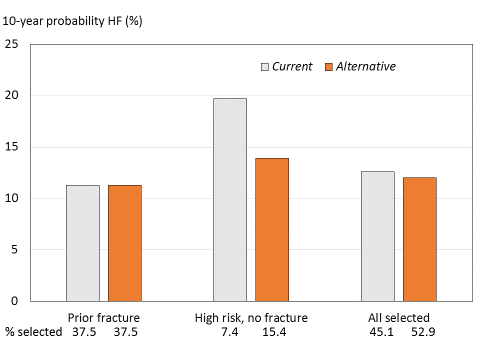 10-year probability HF (%)
25
Current Alternative
20
15
10
5
0
Prior fracture High risk, no fracture All selected
% selected 37.5 37.5 7.4 15.4 45.1 52.9